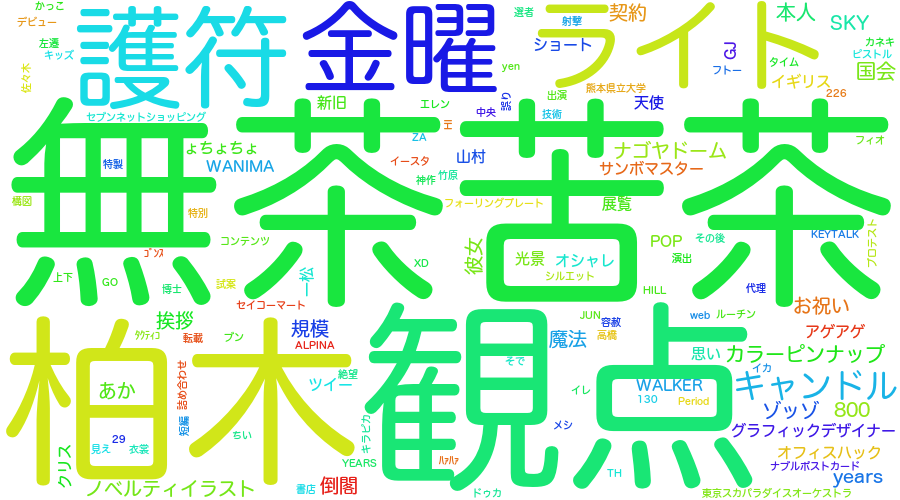 かっこ
デビュー
左遷
キッズ
佐々木
護符
金曜
選者
射撃
契約
ショート
yen
ライト
本人
SKY
GJ
フトー
タイム
カネキ
ピストル
イギリス
国会
226
熊本県立大学
出演
誤り
中央
天使
技術
セブンネットショッピング
新旧
エレン
ZA
イースタ
神作
竹原
山村
ょちょちょ
WANIMA
特製
無茶苦茶
構図
特別
フォーリングプレート
ナゴヤドーム
サンボマスター
展覧
フィオ
コンテンツ
ｺﾞﾝｽ
上下
GO
博士
試案
一松
XD
彼女
光景
オシャレ
シルエット
POP
その後
演出
KEYTALK
プロテスト
HILL
代理
セイコーマート
お祝い
挨拶
ﾀｸﾃｨｺ
転載
ブン
規模
ALPINA
JUN
容赦
高橋
web
ルーチン
魔法
思い
アゲアゲ
カラーピンナップ
柏木
観点
あか
詰め合わせ
短編
絶望
ツイー
そで
イレ
イカ
WALKER
130
Period
キャンドル
ゾッゾ
800
グラフィックデザイナー
29
見え
衣裳
ちい
キラピカ
メシ
クリス
YEARS
ﾊｧﾊｧ
オフィスハック
ナブルポストカード
years
ノベルティイラスト
書店
倒閣
ドゥカ
TH
東京スカパラダイスオーケストラ